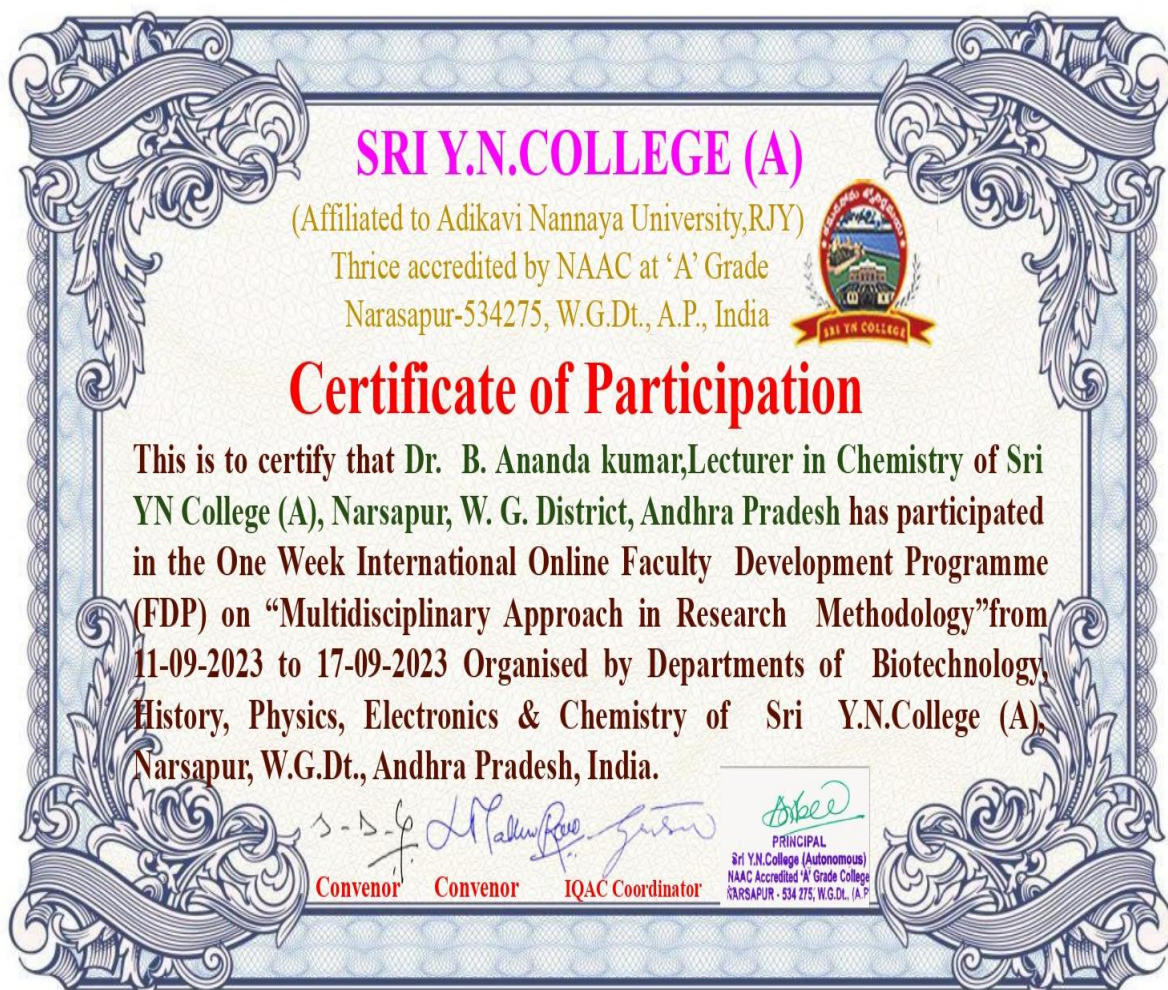 SRI Y.N.COLLEGE (A)
(Affiliated to Adikavi Nannaya University,RJY)
Thrice accredited by NAAC at ‘A’ Grade
Narasapur-534275, W.G.Dt., A.P., India
SRI YN COLLEGE
Certificate of Participation
This is to certify that Dr. B. Ananda kumar,Lecturer in Chemistry of Sri
YN College (A), Narsapur, W. G. District, Andhra Pradesh has participated
in the One Week International Online Faculty Development Programme
(FDP) on “Multidisciplinary Approach in Research Methodology”from
11-09-2023 to 17-09-2023 Organised by Departments of Biotechnology,
History, Physics, Electronics & Chemistry of Sri Y.N.College (A),
Narsapur, W.G.Dt., Andhra Pradesh, India.
Convenor Convenor IQAC Coordinator
PRINCIPAL
Sri Y.N.College (Autonomous)
NAAC Accredited 'A' Grade College
NARSAPUR - 534 275, W.G.Dt., (A.P